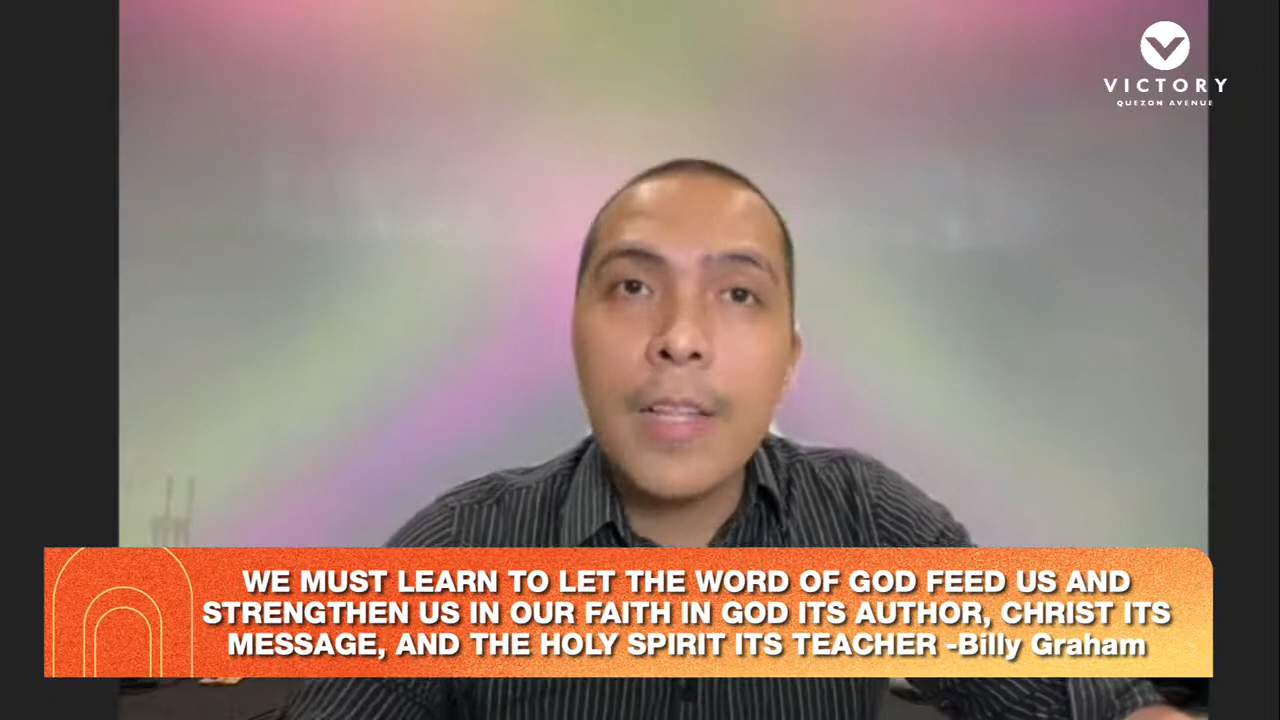 VICTORY
QUEZON AVENUE
WE MUST LEARN TO LET THE WORD OF GOD FEED US AND
STRENGTHEN US IN OUR FAITH IN GOD ITS AUTHOR, CHRIST ITS
MESSAGE, AND THE HOLY SPIRIT ITS TEACHER -Billy Graham